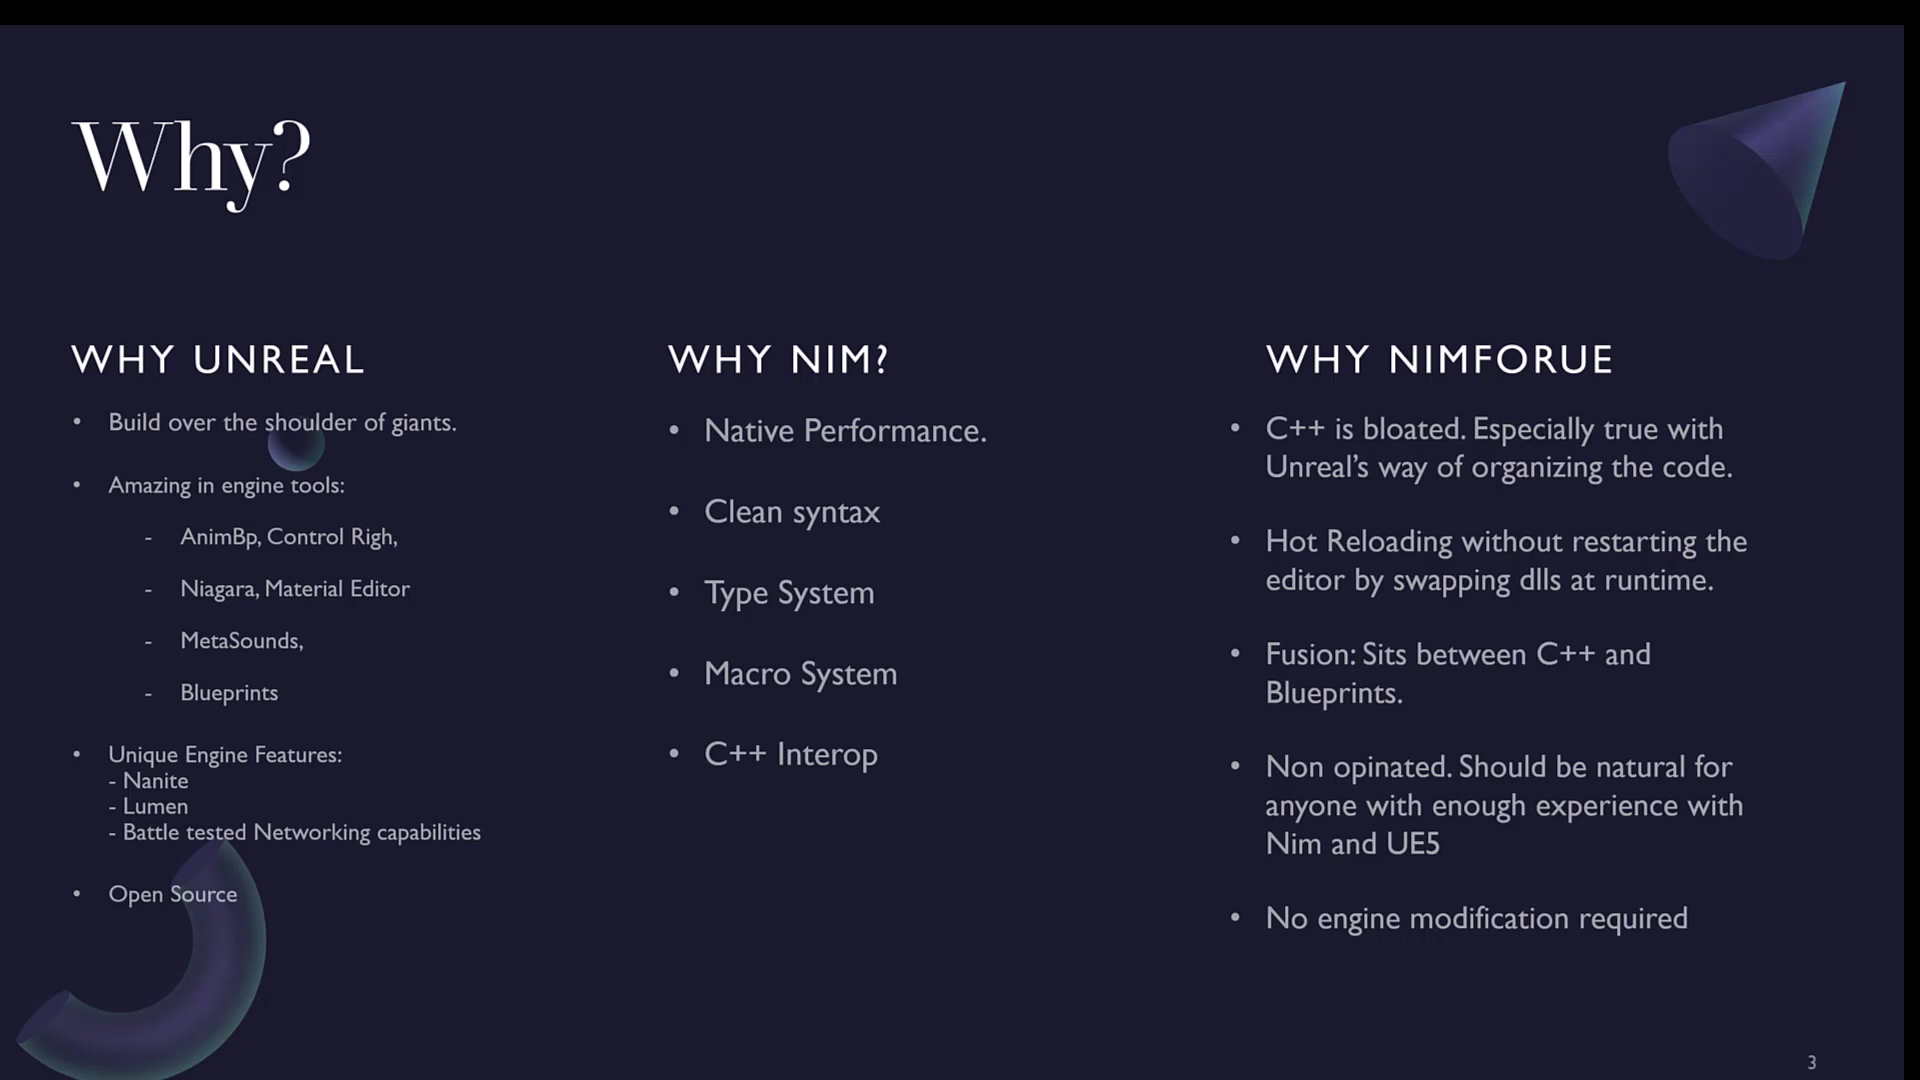 Why?
WHY UNREAL
• Build over the shoulder of giants.
• Amazing in engine tools:
- AnimBp, Control Righ,
- Niagara, Material Editor
- MetaSounds,
- Blueprints
• Unique Engine Features:
- Nanite
- Lumen
- Battle tested Networking capabilities
• Open Source
WHY NIM?
• Native Performance.
• Clean syntax
• Type System
• Macro System
• C++ Interop
WHY NIMFORUE
• C++ is bloated. Especially true with
Unreal’s way of organizing the code.
• Hot Reloading without restarting the
editor by swapping dlls at runtime.
• Fusion: Sits between C++ and
Blueprints.
• Non opinated. Should be natural for
anyone with enough experience with
Nim and UE5
• No engine modification required
3